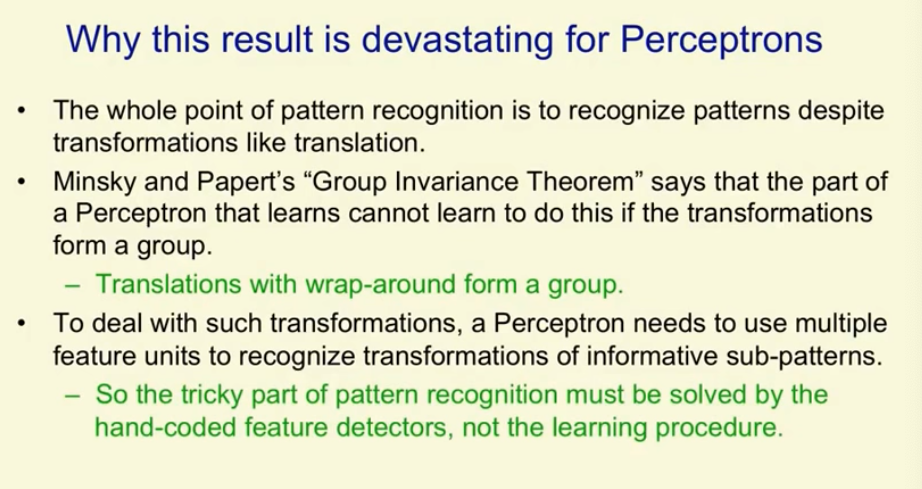 Why this result is devastating for Perceptrons
• The whole point of pattern recognition is to recognize patterns despite
transformations like translation.
• Minsky and Papert's “Group Invariance Theorem” says that the part of
a Perceptron that learns cannot learn to do this if the transformations
form a group.
– Translations with wrap-around form a group.
• To deal with such transformations, a Perceptron needs to use multiple
feature units to recognize transformations of informative sub-patterns.
– So the tricky part of pattern recognition must be solved by the
hand-coded feature detectors, not the learning procedure.